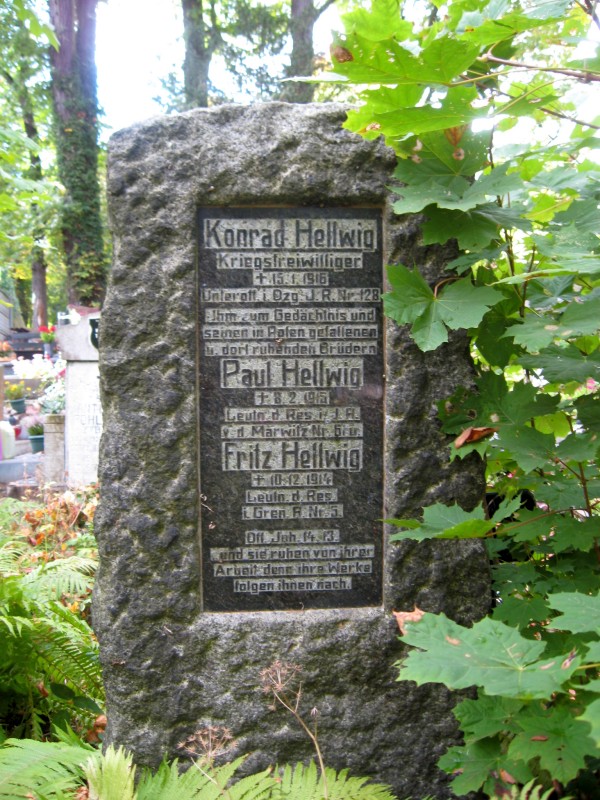 Konrad Hellwig
Kriegsfreiwilliger
† 15.1.1916
Unteroff. i. Dzg. J. R. Nr. 128
Ihm zum Gedächtnis und
seinen in Polen gefallenen
u. dort ruhenden Brüdern
Paul Hellwig
† 8.2.1915
Leutn. d. Res. i. J. R.
v. d. Marwitz Nr. 61 u.
Fritz Hellwig
† 10.12.1914
Leutn. d. Res.
i. Gren. R. Nr. 5.
Off. Joh. 14. 13.
und sie ruhen von ihrer
Arbeit denn ihre Werke
folgen ihnen nach.